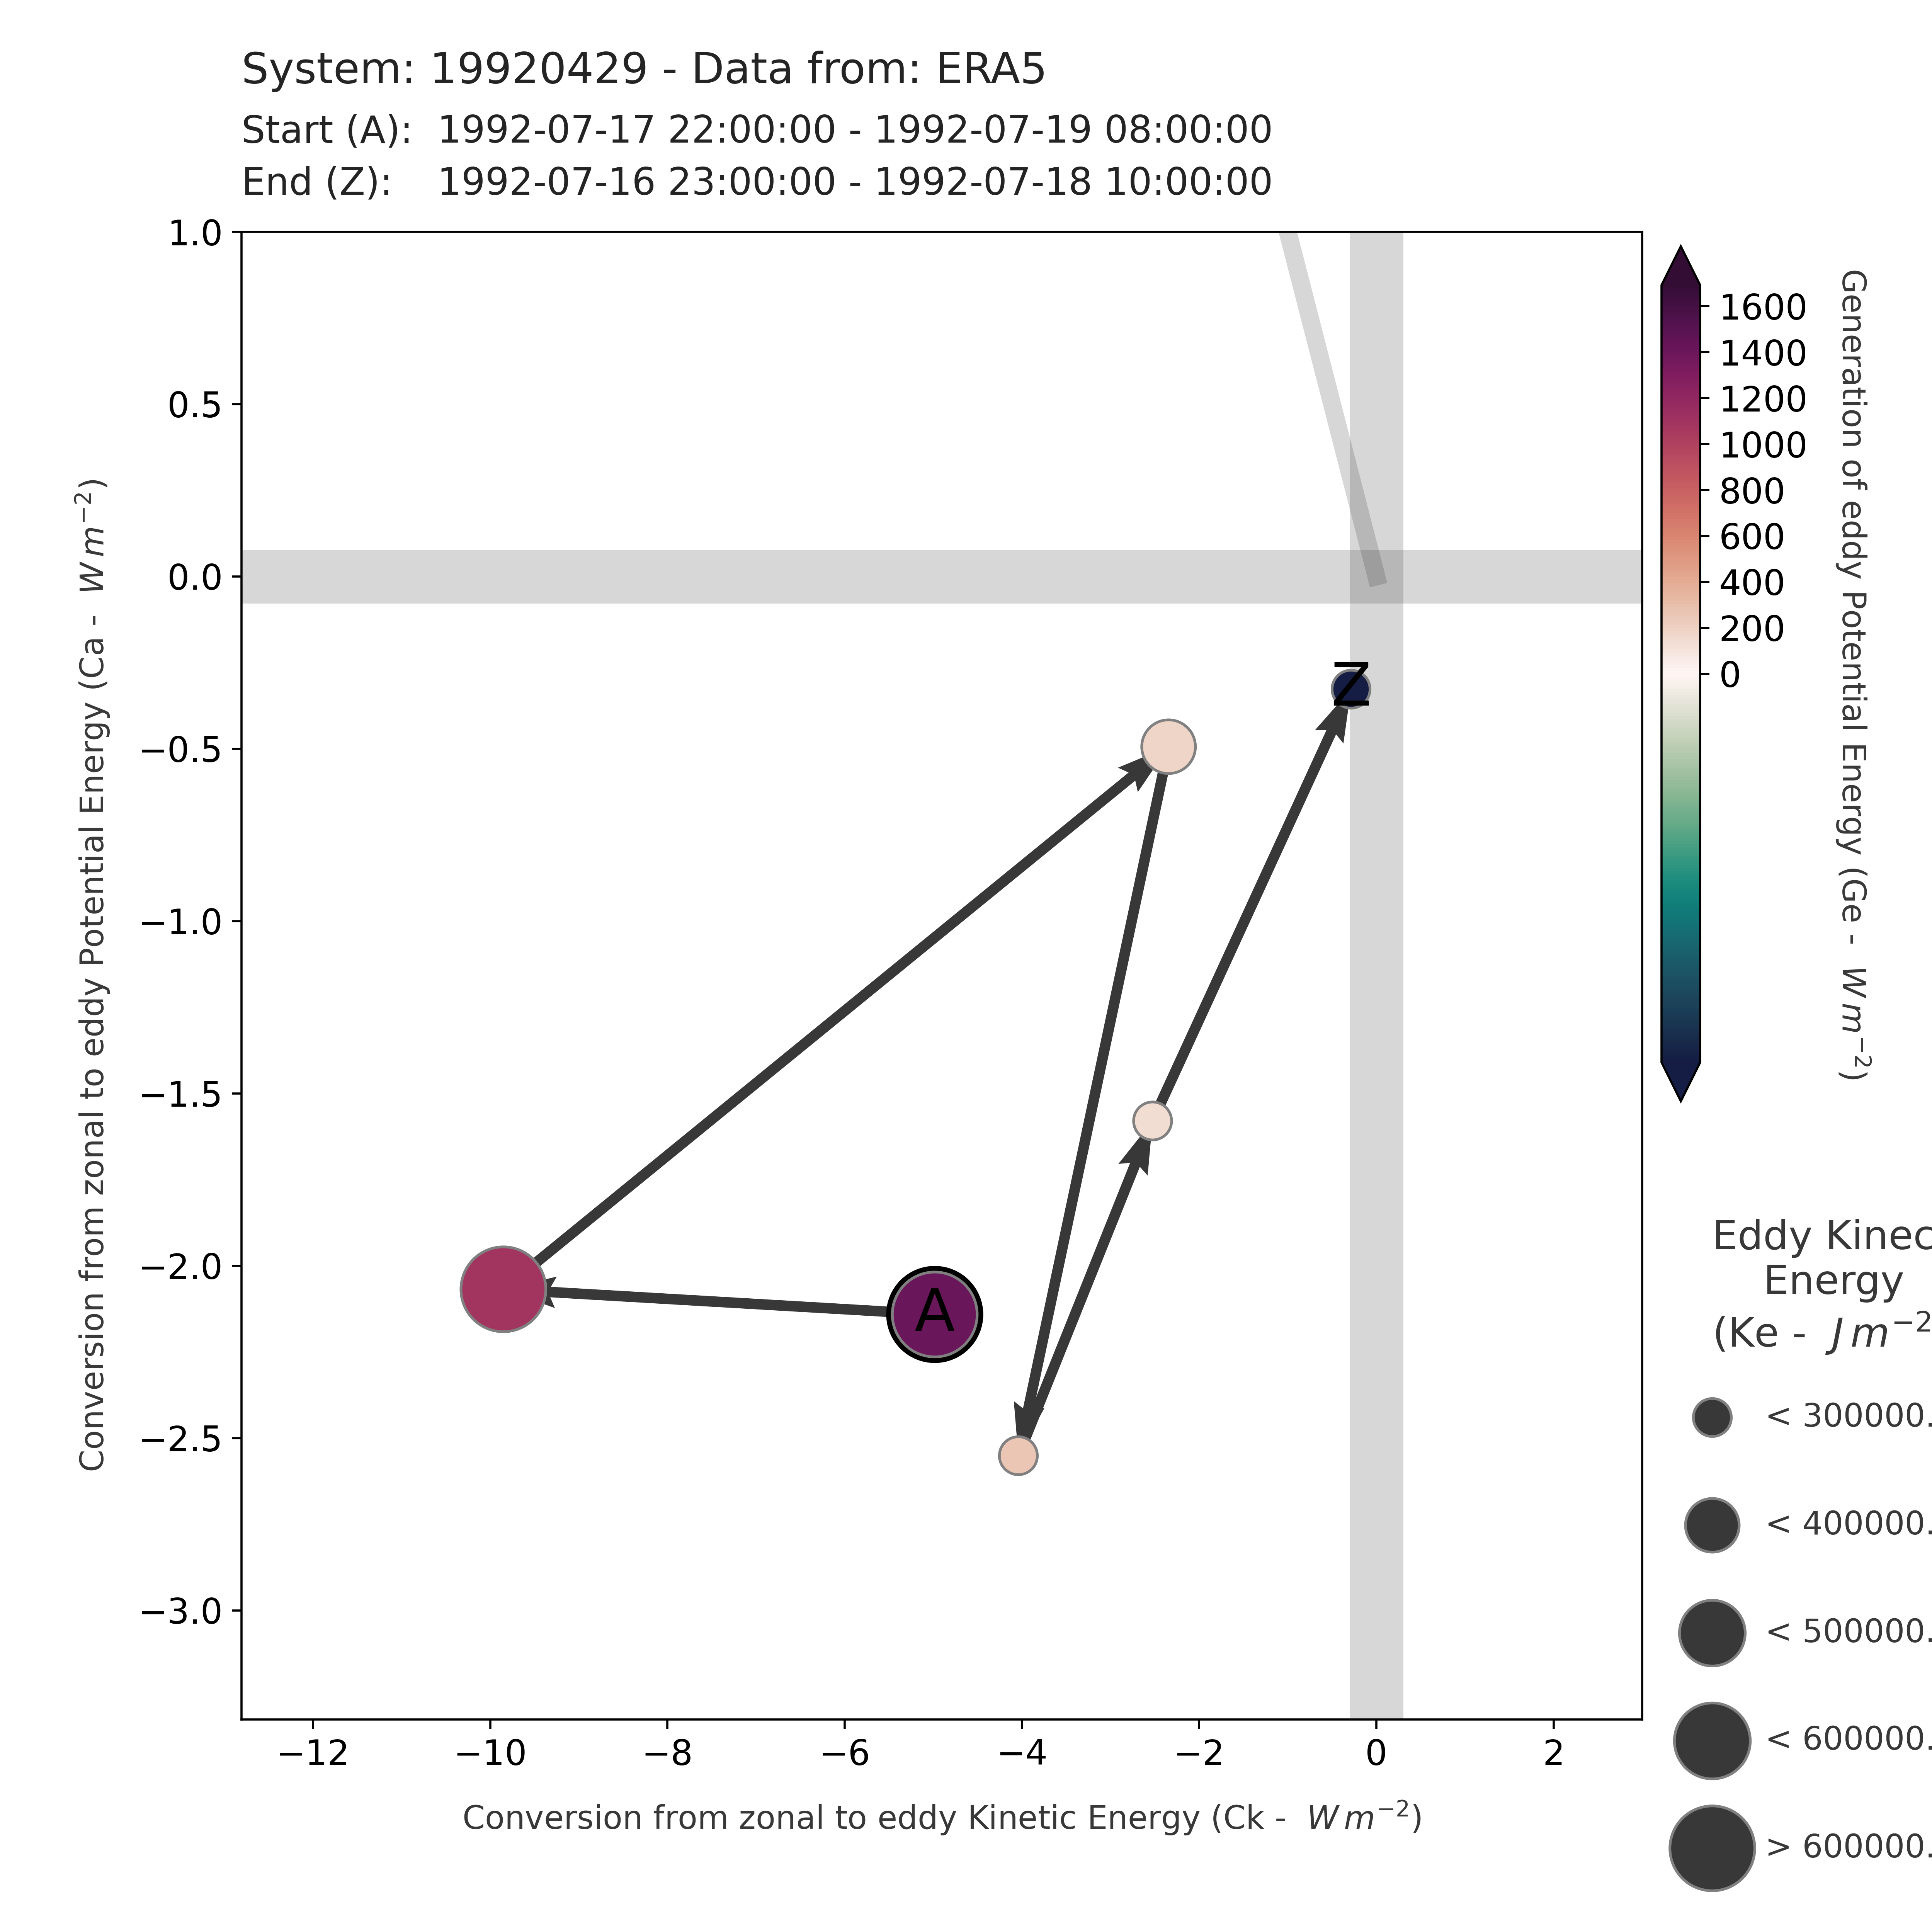 System: 19920429 - Data from: ERA5
Start (A): 1992-07-17 22:00:00 - 1992-07-19 08:00:00
End (Z): 1992-07-16 23:00:00 - 1992-07-18 10:00:00
1.0
0.5
0.0
−0.5
−1.0
−1.5
−2.0
−2.5
−3.0
Conversion from zonal to eddy Potential Energy (Ca - W m⁻²)
A
Z
−12
−10
−8
−6
−4
−2
0
2
Conversion from zonal to eddy Kinetic Energy (Ck - W m⁻²)
1600
1400
1200
1000
800
600
400
200
0
Generation of eddy Potential Energy (Ge - W m⁻²)
Eddy Kinec
Energy
(Ke - J m⁻²
< 300000.
< 400000.
< 500000.
< 600000.
> 600000.